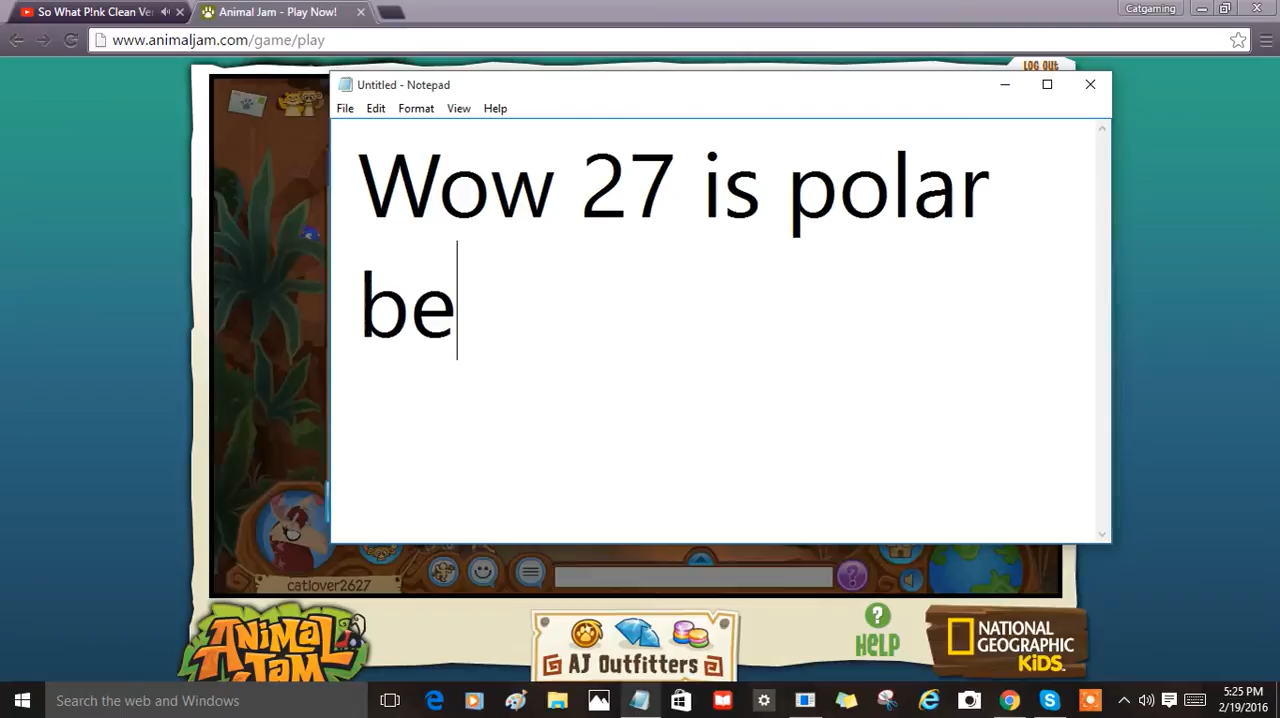 So What P!nk Clean Ve
Animal Jam - Play Now!
Catgaming
www.animaljam.com/game/play
LOG OUT
Untitled - Notepad
File Edit Format View Help
Wow 27 is polar
be
catlover2627
?
ANIMAL JAM
AJ Outfitters
?
HELP
NATIONAL
GEOGRAPHIC
KiDS
Search the web and Windows
5:25 PM
2/19/2016